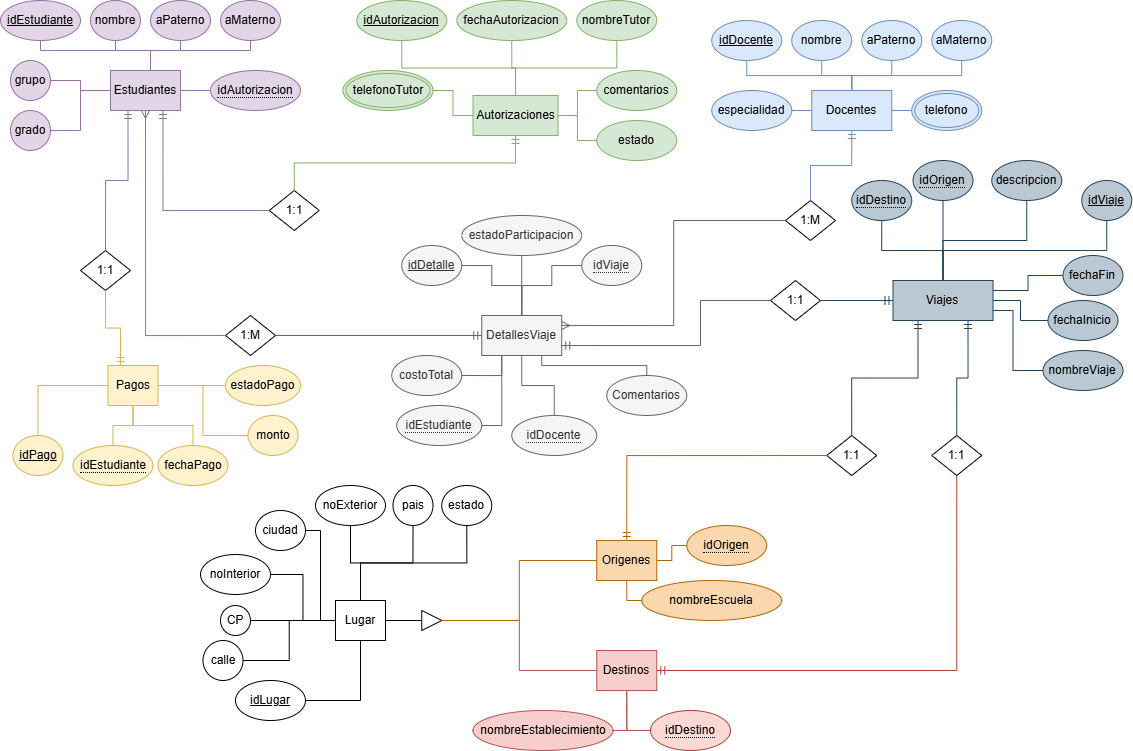 idEstudiante
nombre
aPaterno
aMaterno
grupo
grado
Estudiantes
idAutorizacion
idAutorizacion
fechaAutorizacion
nombreTutor
telefonoTutor
Autorizaciones
comentarios
estado
idDocente
nombre
aPaterno
aMaterno
especialidad
Docentes
telefono
1:1
1:M
idDestino
idOrigen
descripcion
idViaje
1:1
estadoParticipacion
idDetalle
idViaje
1:1
Viajes
fechaFin
fechaInicio
nombreViaje
1:M
DetallesViaje
costoTotal
Comentarios
idEstudiante
idDocente
Pagos
estadoPago
monto
idPago
idEstudiante
fechaPago
1:1
1:1
noExterior
pais
estado
ciudad
noInterior
CP
calle
idLugar
Lugar
Origenes
idOrigen
nombreEscuela
Destinos
nombreEstablecimiento
idDestino